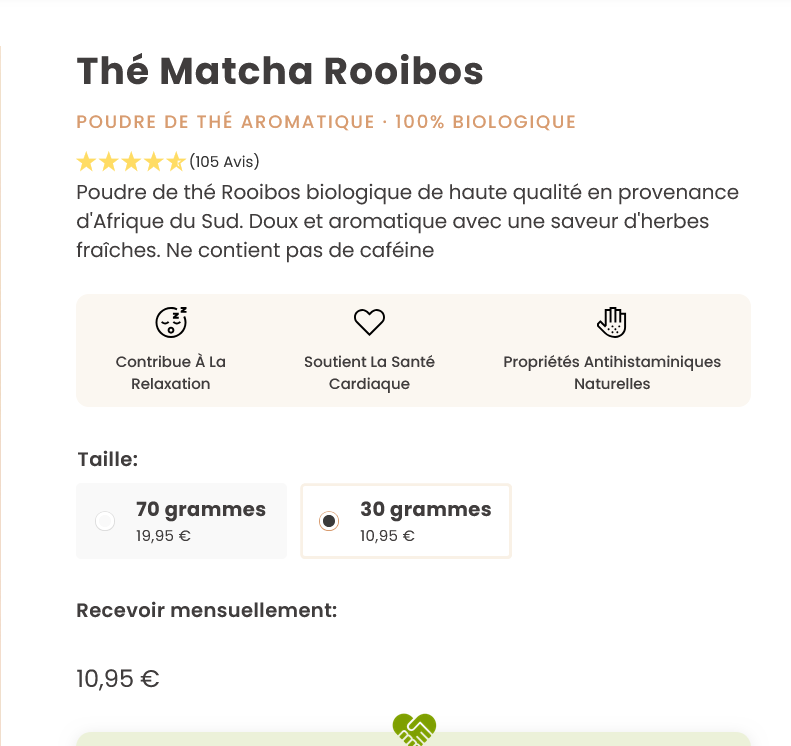 Thé Matcha Rooibos
POUDRE DE THÉ AROMATIQUE · 100% BIOLOGIQUE
(105 Avis)
Poudre de thé Rooibos biologique de haute qualité en provenance
d'Afrique du Sud. Doux et aromatique avec une saveur d'herbes
fraîches. Ne contient pas de caféine
Contribue À La
Relaxation
Soutient La Santé
Cardiaque
Propriétés Antihistaminiques
Naturelles
Taille:
70 grammes
19,95 €
30 grammes
10,95 €
Recevoir mensuellement:
10,95 €